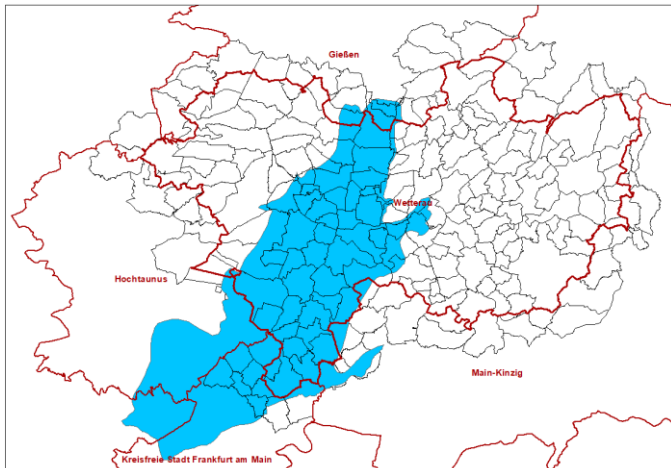 Gießen
Wetterau
Hochtaunus
Main-Kinzig
Kreisfreie Stadt Frankfurt am Main